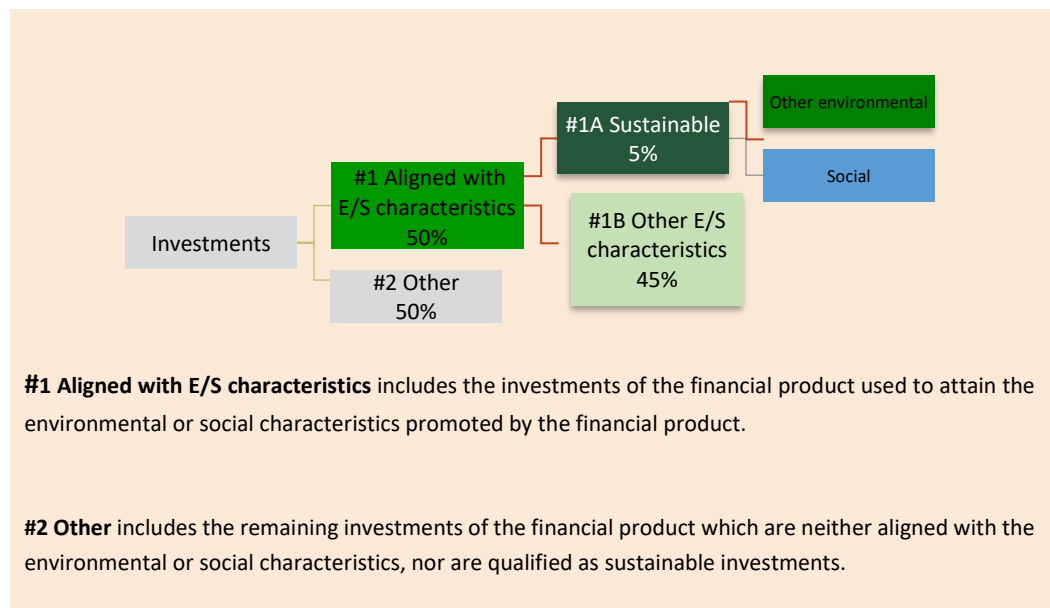 Investments
#1 Aligned with
E/S characteristics
50%
#2 Other
50%
#1A Sustainable
5%
#1B Other E/S
characteristics
45%
Other environmental
Social
#1 Aligned with E/S characteristics includes the investments of the financial product used to attain the
environmental or social characteristics promoted by the financial product.
#2 Other includes the remaining investments of the financial product which are neither aligned with the
environmental or social characteristics, nor are qualified as sustainable investments.